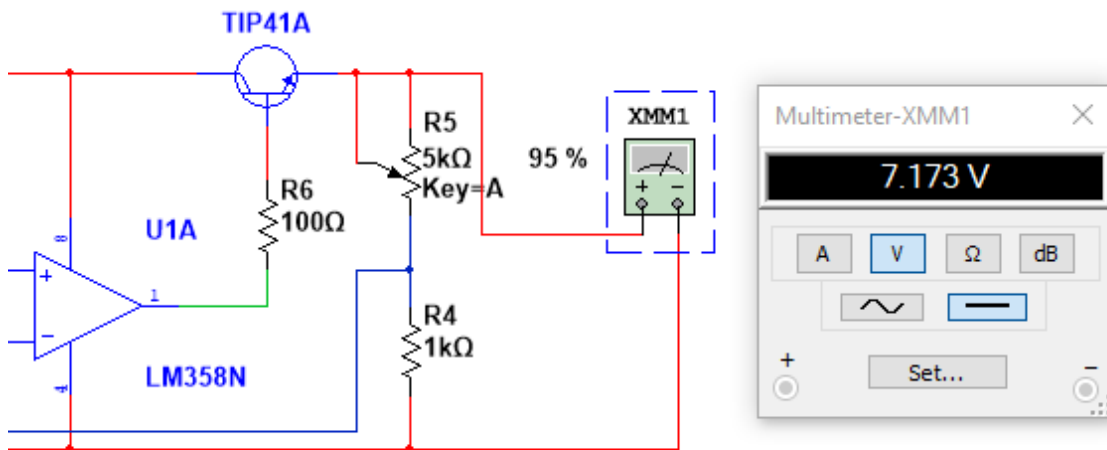 TIP41A
R6
100Ω
U1A
8
1
4
+
−
LM358N
R5
5kΩ
Key=A
95 %
R4
1kΩ
XMM1
+ −
Multimeter-XMM1
7.173 V
A V Ω dB
+ Set... −